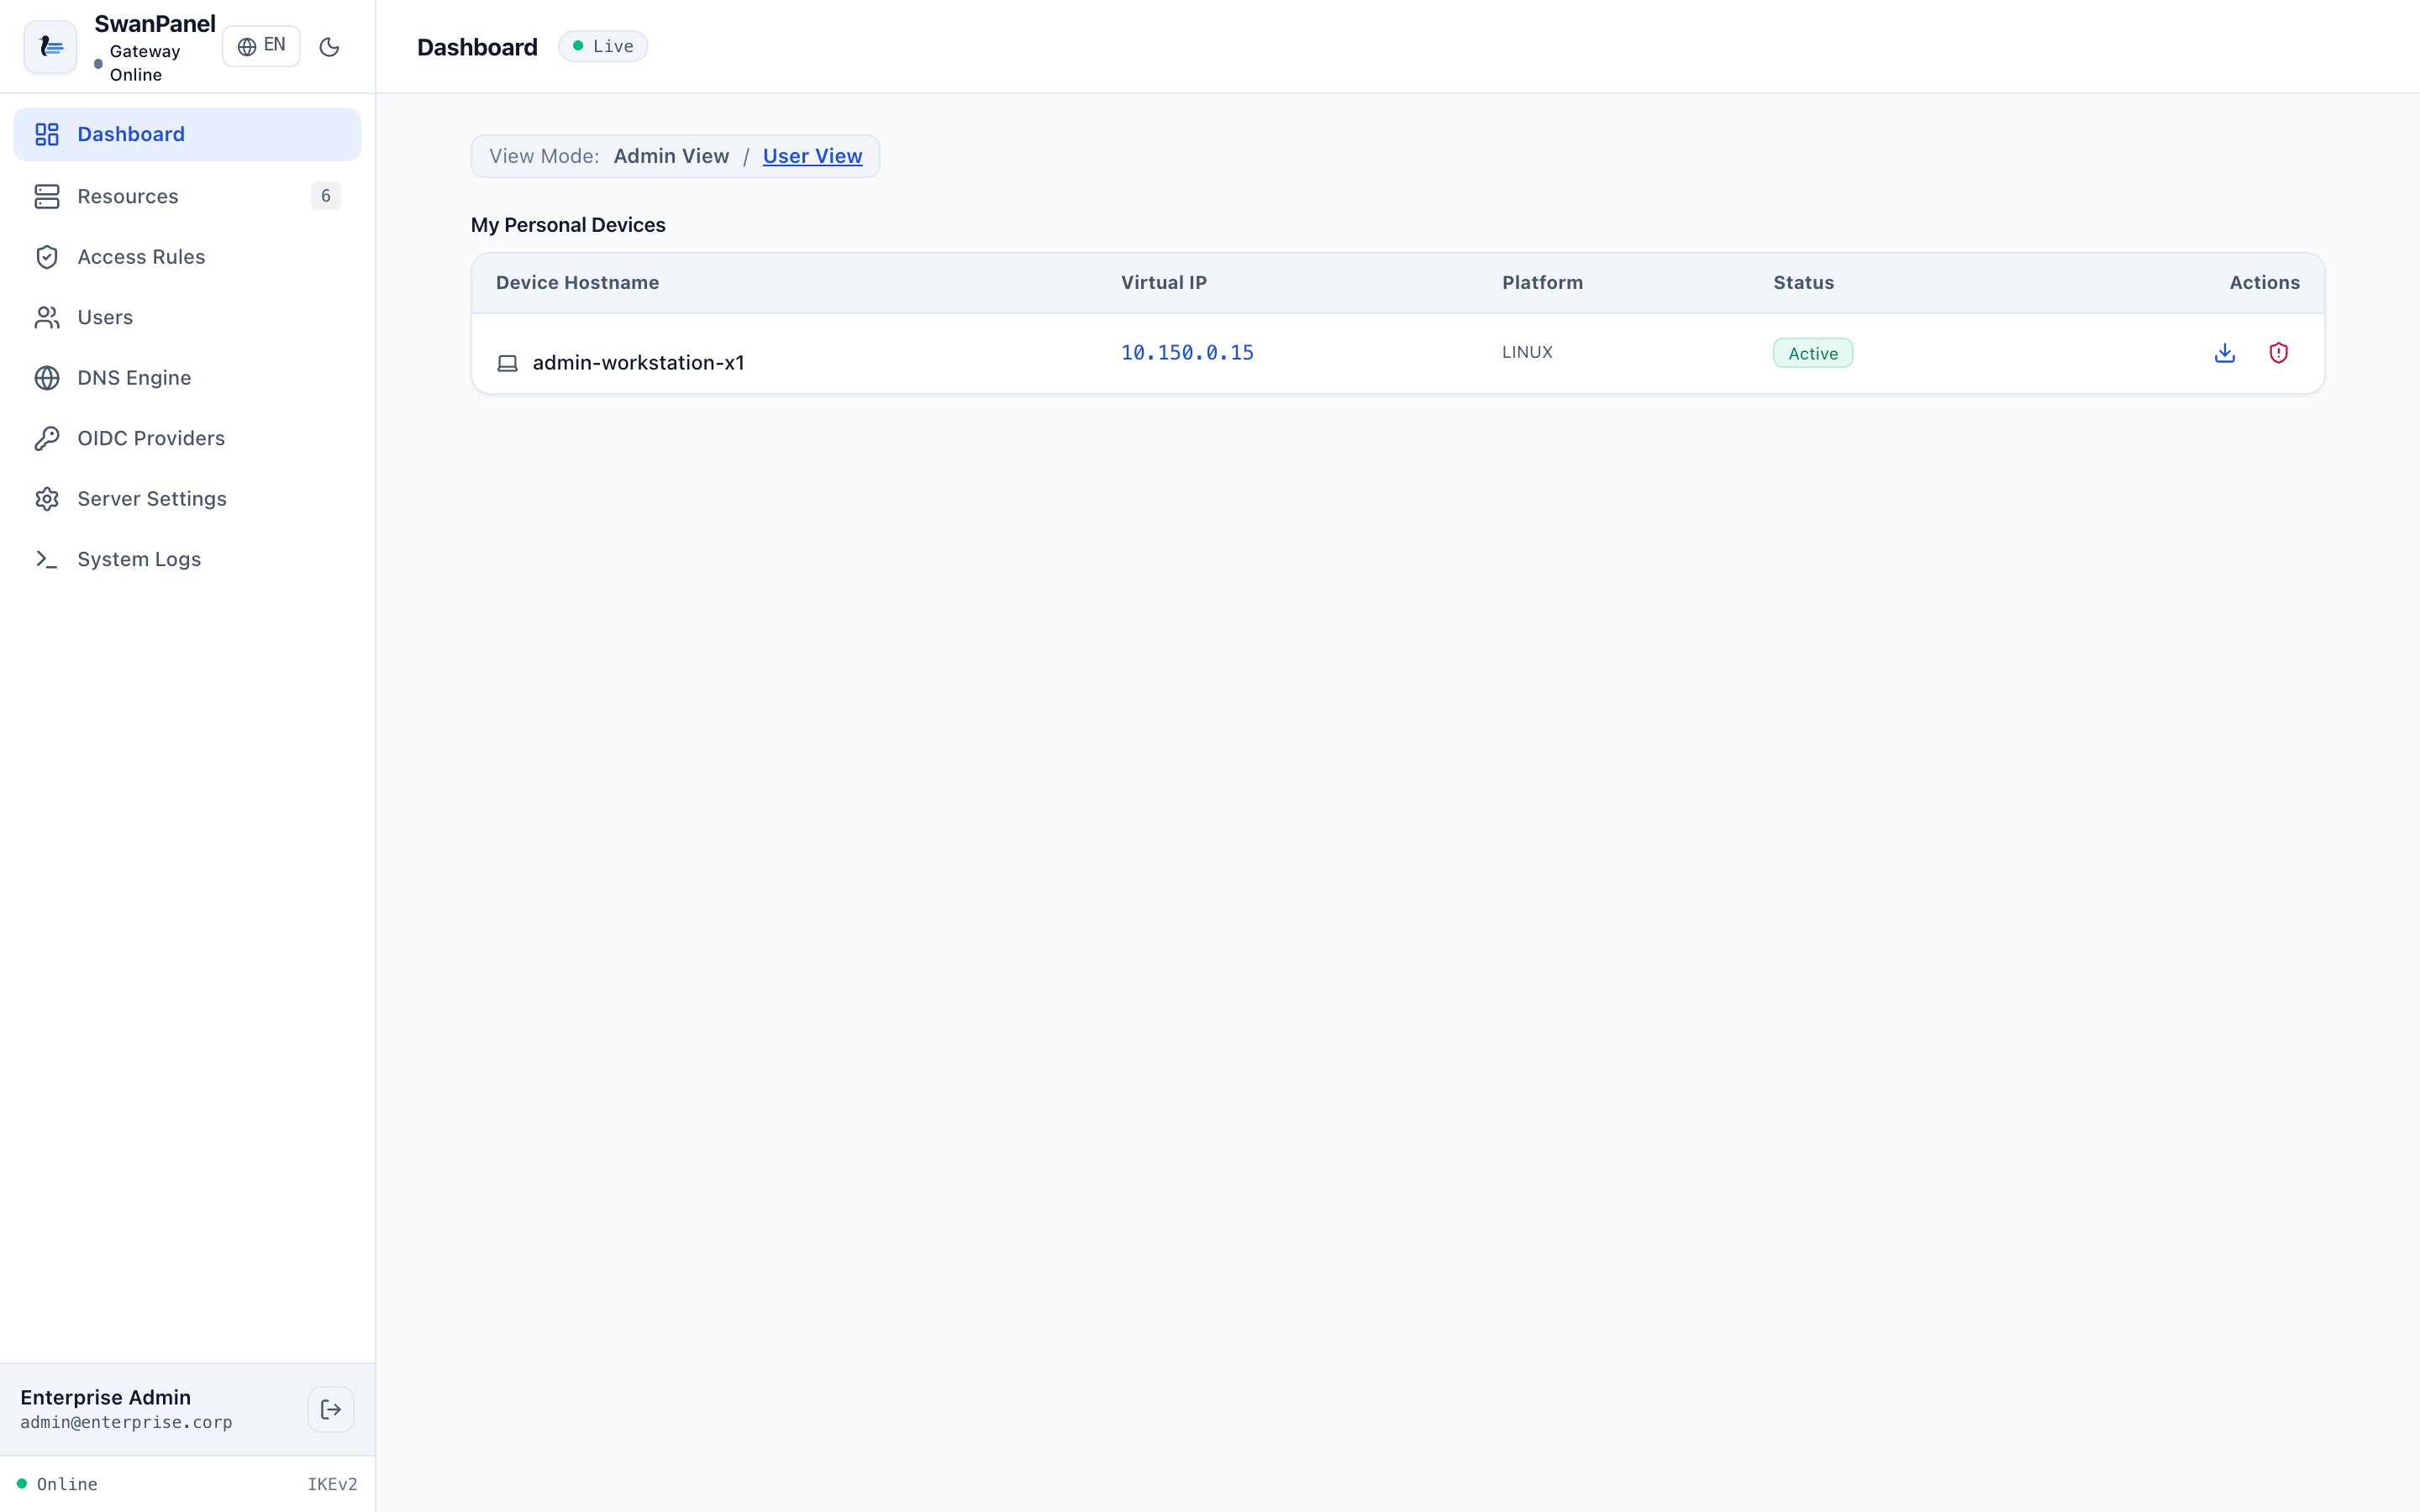 SwanPanel
Gateway
Online
EN
Dashboard
Resources 6
Access Rules
Users
DNS Engine
OIDC Providers
Server Settings
System Logs
Enterprise Admin
admin@enterprise.corp
Online IKEv2
Dashboard Live
View Mode: Admin View / User View
My Personal Devices
Device Hostname Virtual IP Platform Status Actions
admin-workstation-x1 10.150.0.15 LINUX Active